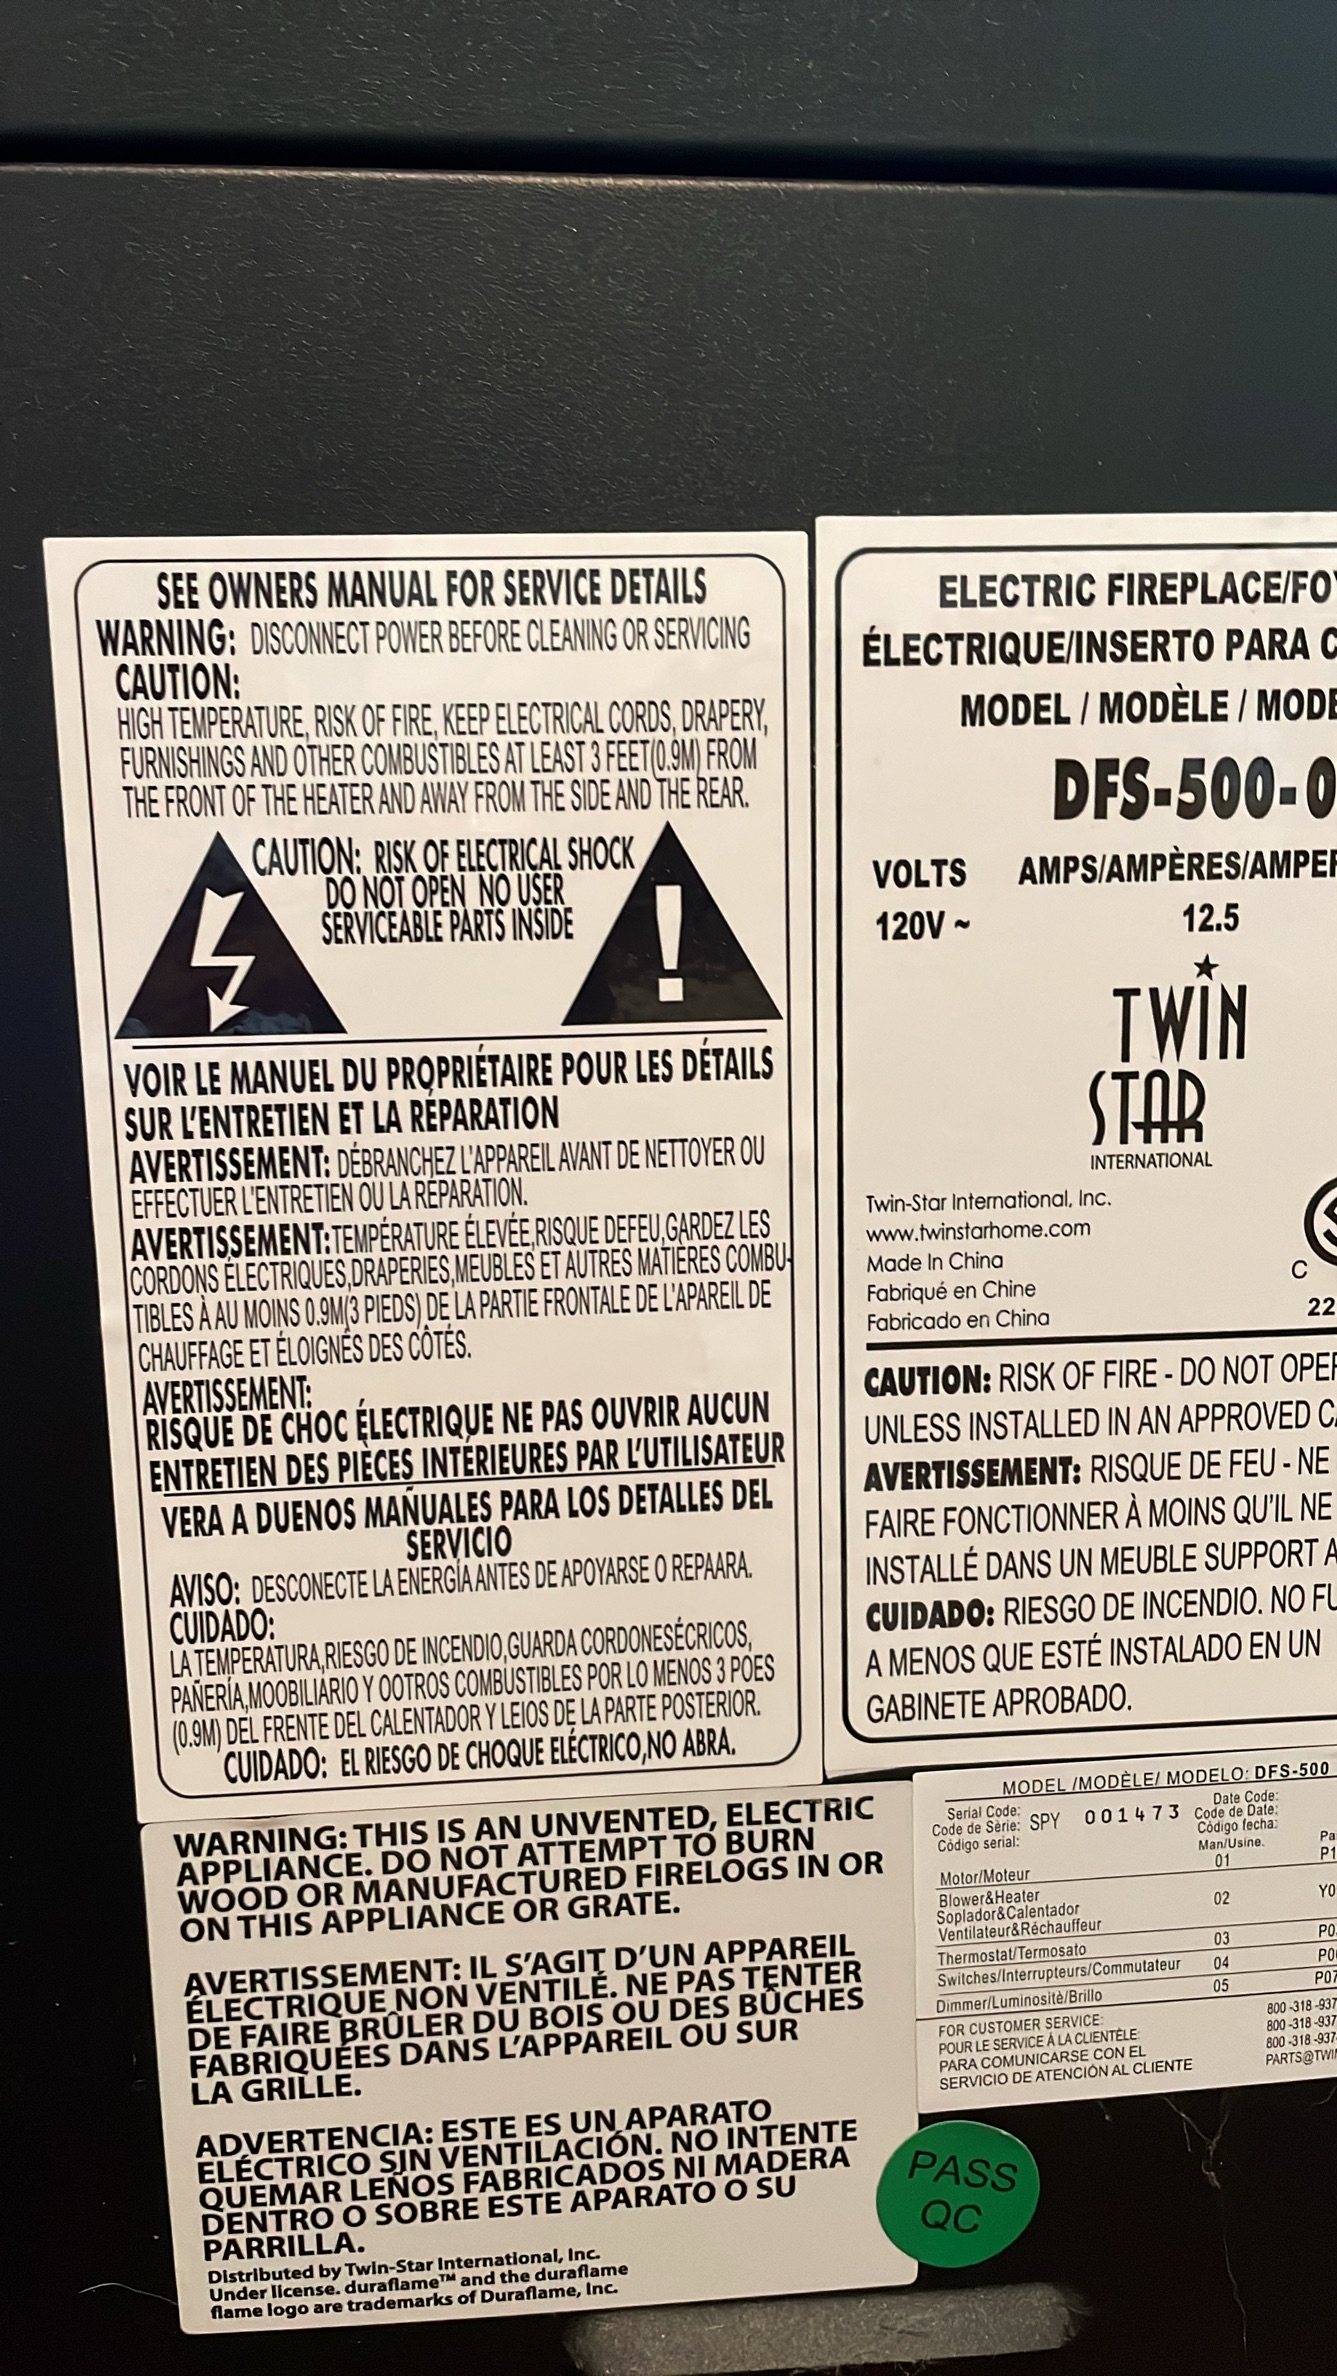 SEE OWNERS MANUAL FOR SERVICE DETAILS
WARNING: DISCONNECT POWER BEFORE CLEANING OR SERVICING
CAUTION:
HIGH TEMPERATURE, RISK OF FIRE, KEEP ELECTRICAL CORDS, DRAPERY,
FURNISHINGS AND OTHER COMBUSTIBLES AT LEAST 3 FEET(0.9M) FROM
THE FRONT OF THE HEATER AND AWAY FROM THE SIDE AND THE REAR.
CAUTION: RISK OF ELECTRICAL SHOCK
DO NOT OPEN NO USER
SERVICEABLE PARTS INSIDE
VOIR LE MANUEL DU PROPRIÉTAIRE POUR LES DÉTAILS
SUR L'ENTRETIEN ET LA RÉPARATION
AVERTISSEMENT: DÉBRANCHEZ L'APPAREIL AVANT DE NETTOYER OU
EFFECTUER L'ENTRETIEN OU LA RÉPARATION.
AVERTISSEMENT:TEMPÉRATURE ÉLEVÉE,RISQUE DEFEU,GARDEZ LES
CORDONS ÉLECTRIQUES,DRAPERIES,MEUBLES ET AUTRES MATIÈRES COMBU-
TIBLES À AU MOINS 0.9M(3 PIEDS) DE LA PARTIE FRONTALE DE L'APAREIL DE
CHAUFFAGE ET ÉLOIGNÉS DES CÔTÉS.
AVERTISSEMENT:
RISQUE DE CHOC ÉLECTRIQUE NE PAS OUVRIR AUCUN
ENTRETIEN DES PIÈCES INTÉRIEURES PAR L'UTILISATEUR
VERA A DUENOS MAÑUALES PARA LOS DETALLES DEL
SERVICIO
AVISO: DESCONECTE LA ENERGÍA ANTES DE APOYARSE O REPAARA.
CUIDADO:
LA TEMPERATURA,RIESGO DE INCENDIO,GUARDA CORDONESÉCRICOS,
PAÑERÍA,MOOBILIARIO Y OOTROS COMBUSTIBLES POR LO MENOS 3 POES
(0.9M) DEL FRENTE DEL CALENTADOR Y LEIOS DE LA PARTE POSTERIOR.
CUIDADO: EL RIESGO DE CHOQUE ELÉCTRICO,NO ABRA.
WARNING: THIS IS AN UNVENTED, ELECTRIC
APPLIANCE. DO NOT ATTEMPT TO BURN
WOOD OR MANUFACTURED FIRELOGS IN OR
ON THIS APPLIANCE OR GRATE.
AVERTISSEMENT: IL S'AGIT D'UN APPAREIL
ÉLECTRIQUE NON VENTILÉ. NE PAS TENTER
DE FAIRE BRÛLER DU BOIS OU DES BÛCHES
FABRIQUÉES DANS L'APPAREIL OU SUR
LA GRILLE.
ADVERTENCIA: ESTE ES UN APARATO
ELÉCTRICO SIN VENTILACIÓN. NO INTENTE
QUEMAR LEÑOS FABRICADOS NI MADERA
DENTRO O SOBRE ESTE APARATO O SU
PARRILLA.
Distributed by Twin-Star International, Inc.
Under license. duraflame™ and the duraflame
flame logo are trademarks of Duraflame, Inc.
ELECTRIC FIREPLACE/FOY
ÉLECTRIQUE/INSERTO PARA C
MODEL / MODÈLE / MODE
DFS-500-0
VOLTS AMPS/AMPÈRES/AMPER
120V ~ 12.5
TWIN
STAR
INTERNATIONAL
Twin-Star International, Inc.
www.twinstarhome.com
Made In China
Fabriqué en Chine
Fabricado en China
C
22
CAUTION: RISK OF FIRE - DO NOT OPER
UNLESS INSTALLED IN AN APPROVED CA
AVERTISSEMENT: RISQUE DE FEU - NE
FAIRE FONCTIONNER À MOINS QU'IL NE
INSTALLÉ DANS UN MEUBLE SUPPORT A
CUIDADO: RIESGO DE INCENDIO. NO FU
A MENOS QUE ESTÉ INSTALADO EN UN
GABINETE APROBADO.
MODEL /MODÈLE/ MODELO: DFS-500
Serial Code: Date Code:
Code de Série: SPY 001473 Code de Date:
Código serial: Código fecha:
Man/Usine. Pa
Motor/Moteur 01 P1
Blower&Heater
Soplador&Calentador 02 Y0
Ventilateur&Réchauffeur
Thermostat/Termosato 03 P0
Switches/Interrupteurs/Commutateur 04 P0
Dimmer/Luminosité/Brillo 05 P07
FOR CUSTOMER SERVICE: 800-318-937
POUR LE SERVICE À LA CLIENTÈLE: 800-318-937
PARA COMUNICARSE CON EL 800-318-937
SERVICIO DE ATENCIÓN AL CLIENTE PARTS@TWI
PASS
QC